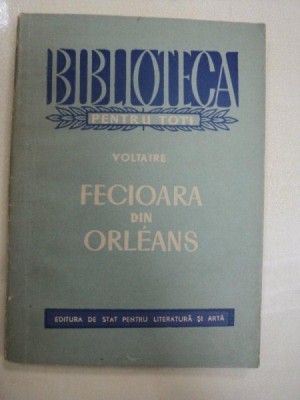 BIBLIOTECA
PENTRU TOȚI
VOLTAIRE
FECIOARA
DIN
ORLÉANS
EDITURA DE STAT PENTRU LITERATURĂ ȘI ARTĂ